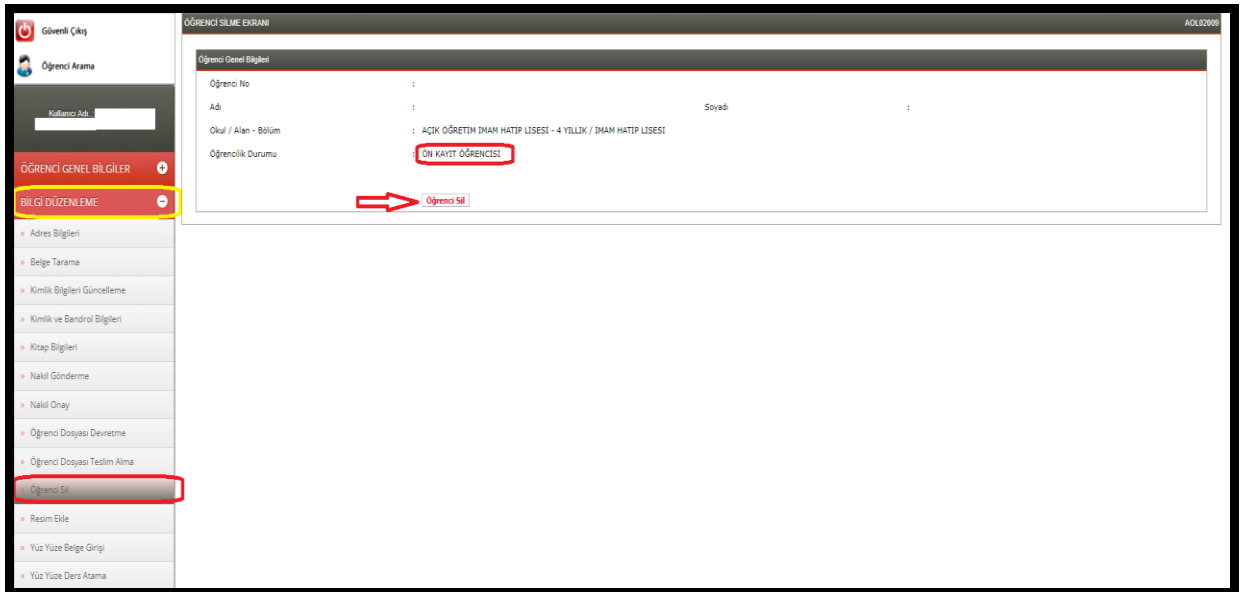 Güvenli Çıkış
Öğrenci Arama
Kullanıcı Adı :
ÖĞRENCİ GENEL BİLGİLER
BİLGİ DÜZENLEME
» Adres Bilgileri
» Belge Tarama
» Kimlik Bilgileri Güncelleme
» Kimlik ve Bandrol Bilgileri
» Kitap Bilgileri
» Nakil Gönderme
» Nakil Onay
» Öğrenci Dosyası Devretme
» Öğrenci Dosyası Teslim Alma
» Öğrenci Sil
» Resim Ekle
» Yüz Yüze Belge Girişi
» Yüz Yüze Ders Atama
ÖĞRENCİ SİLME EKRANI AOL02009
Öğrenci Genel Bilgileri
Öğrenci No :
Adı : Soyadı :
Okul / Alan - Bölüm : AÇIK ÖĞRETİM İMAM HATİP LİSESİ - 4 YILLIK / İMAM HATİP LİSESİ
Öğrencilik Durumu : ÖN KAYIT ÖĞRENCİSİ
Öğrenci Sil